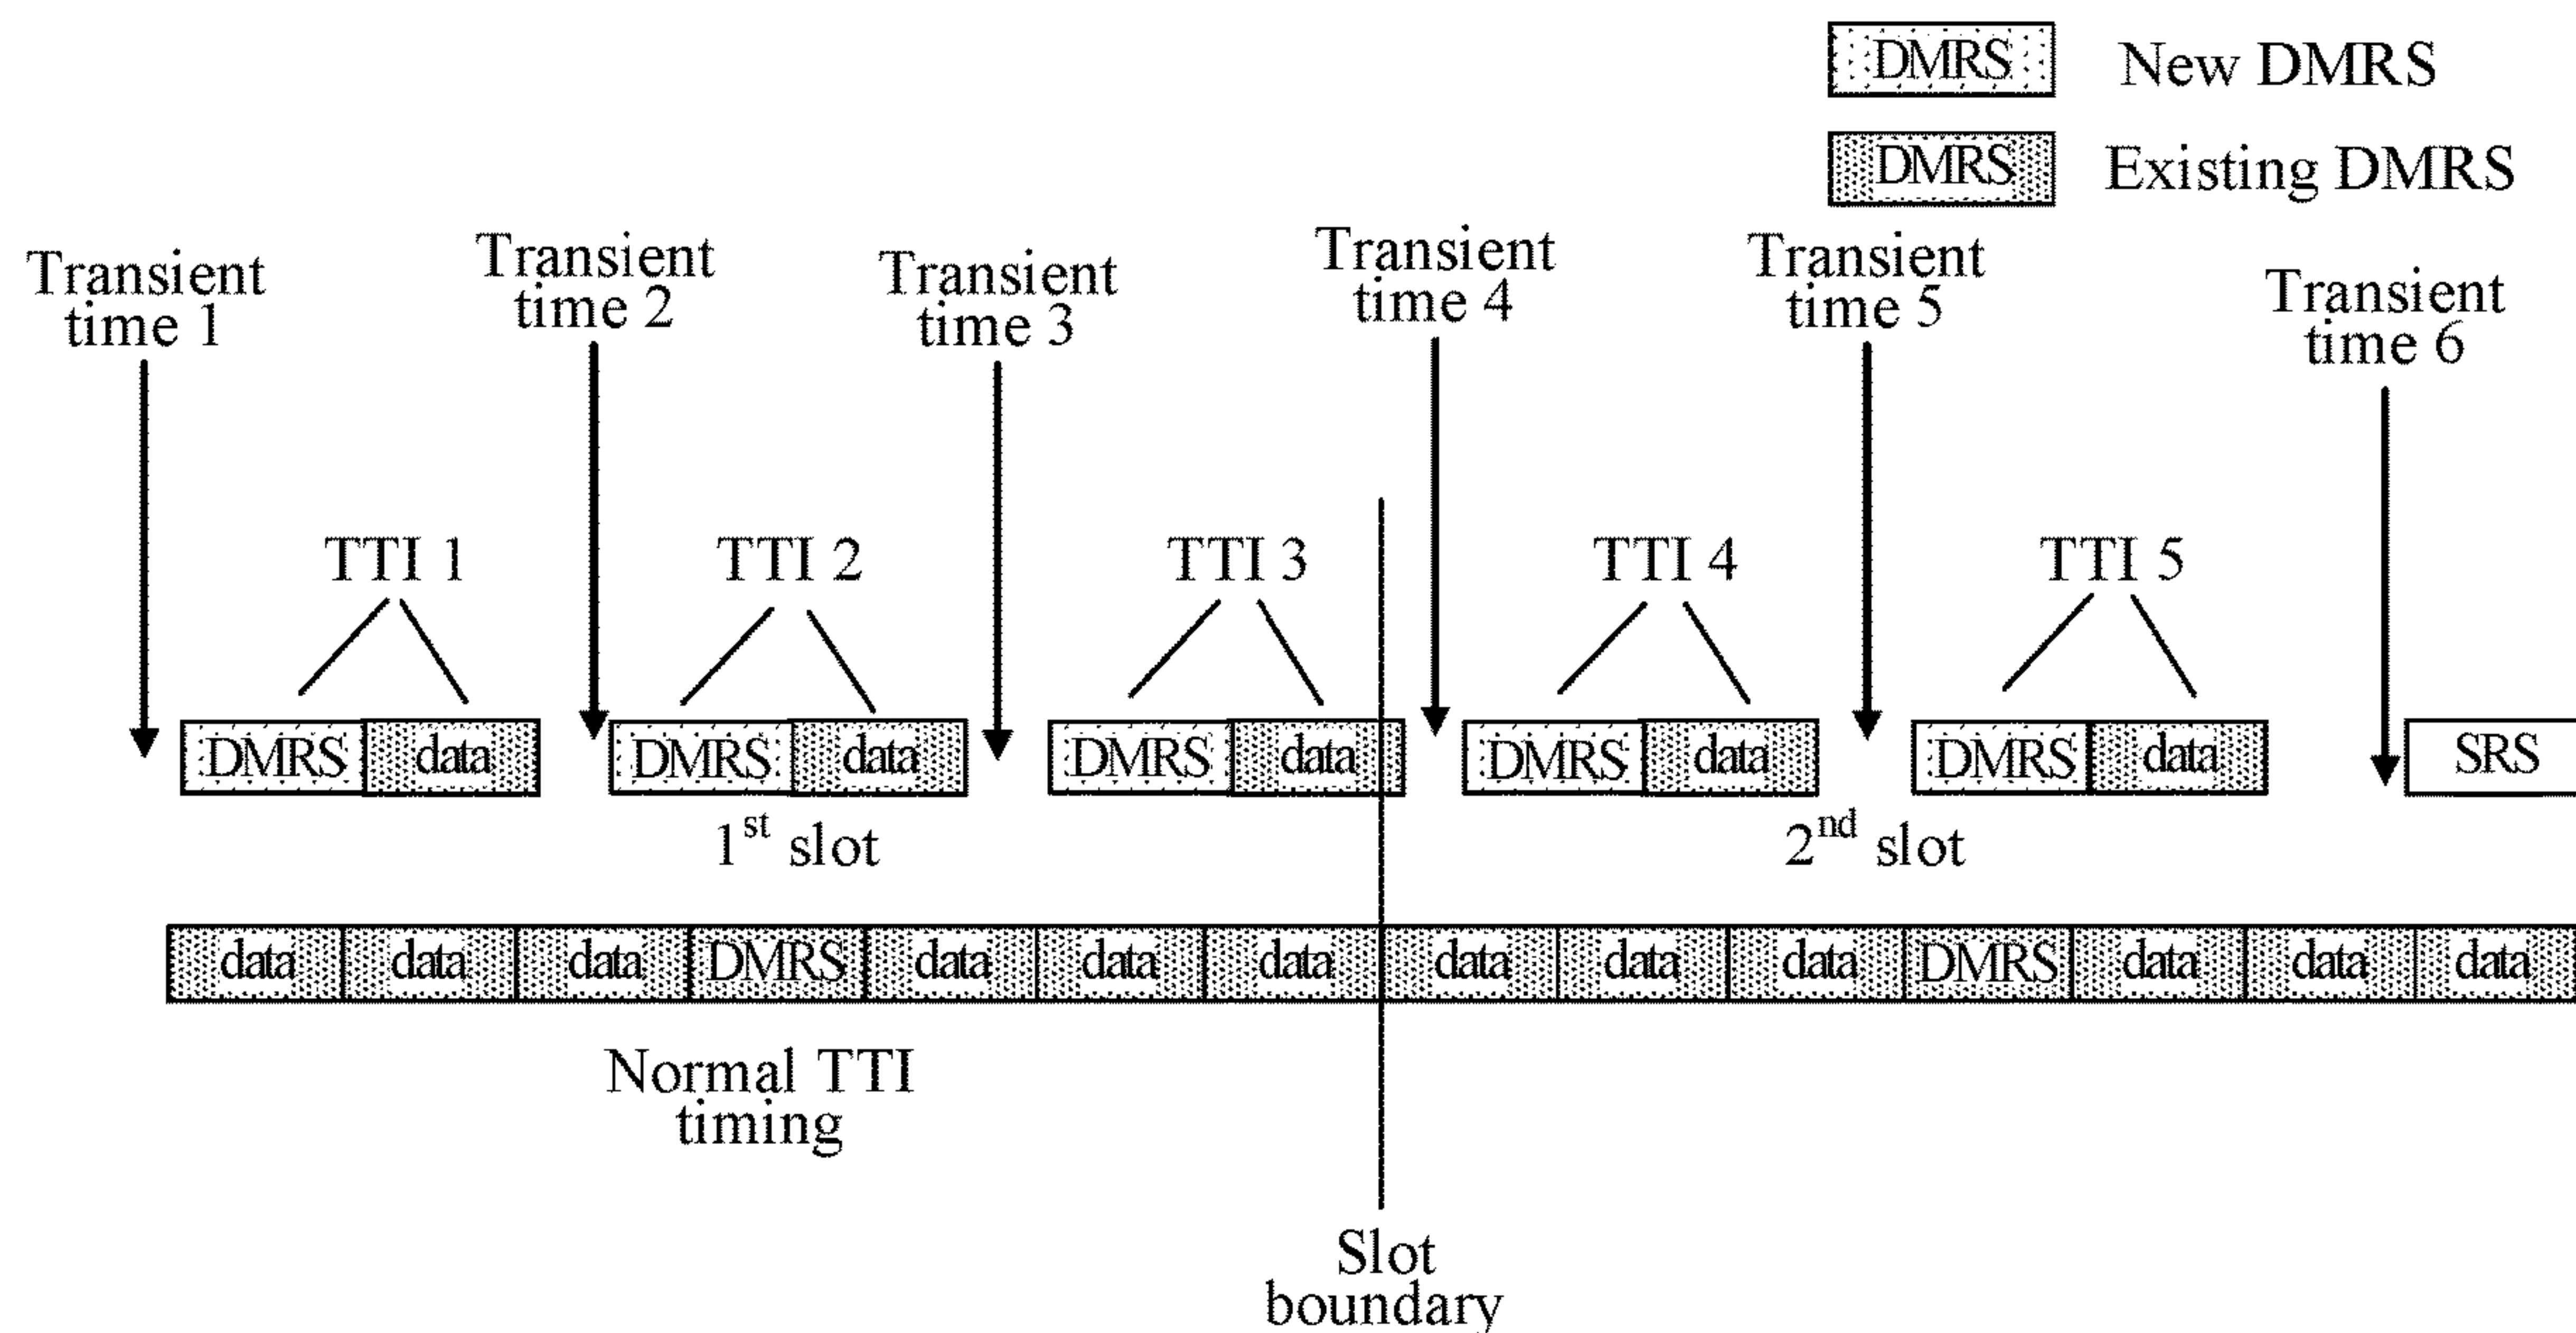 DMRS New DMRS
DMRS Existing DMRS
Transient
time 1
Transient
time 2
Transient
time 3
Transient
time 4
Transient
time 5
Transient
time 6
TTI 1
TTI 2
TTI 3
TTI 4
TTI 5
DMRS data DMRS data DMRS data DMRS data DMRS data SRS
1st slot
2nd slot
data data data DMRS data data data data data data DMRS data data data
Normal TTI
timing
Slot
boundary